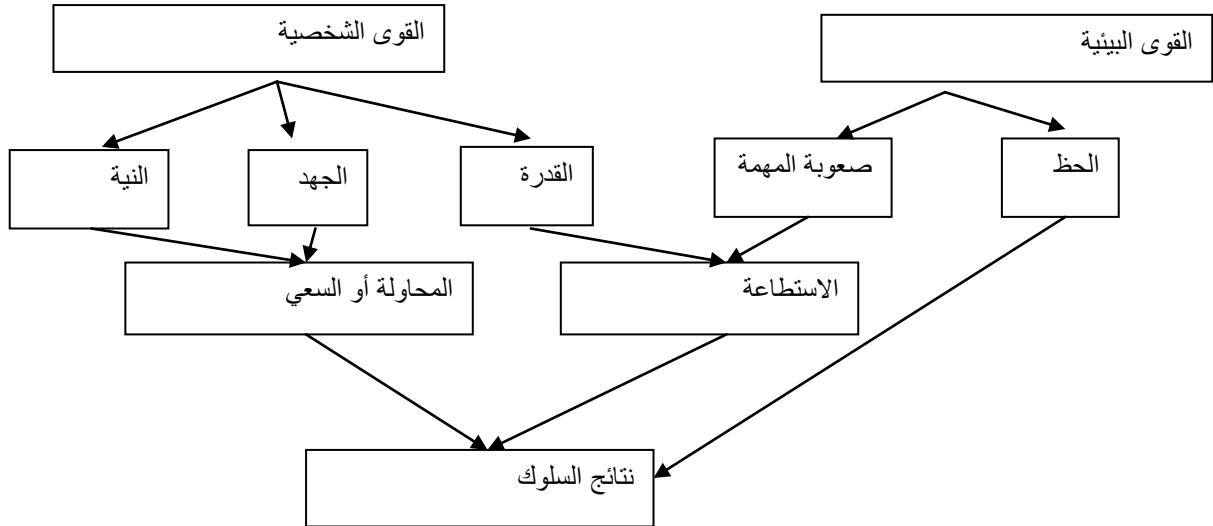 القوى البيئية
القوى الشخصية
الحظ
صعوبة المهمة
القدرة
الجهد
النية
الاستطاعة
المحاولة أو السعي
نتائج السلوك